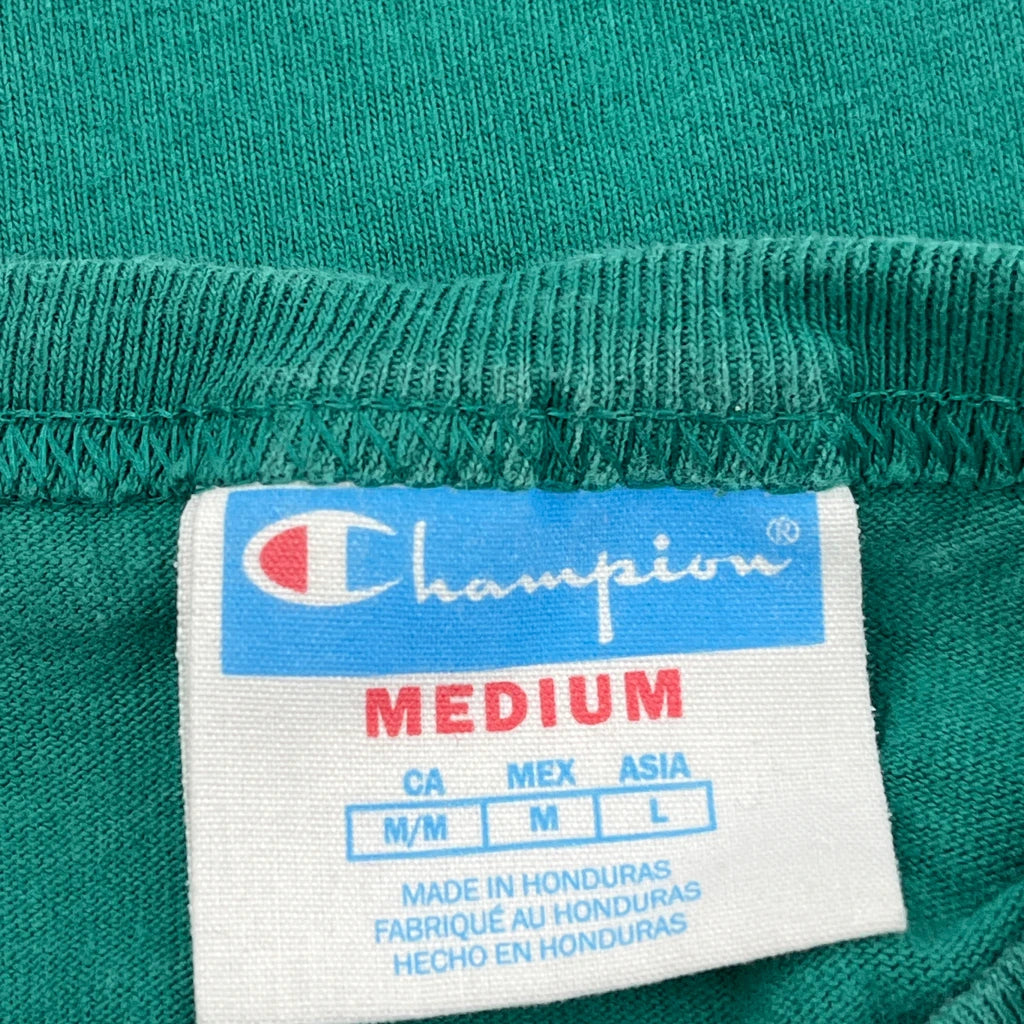 Champion®
MEDIUM
CA MEX ASIA
M/M M L
MADE IN HONDURAS
FABRIQUÉ AU HONDURAS
HECHO EN HONDURAS